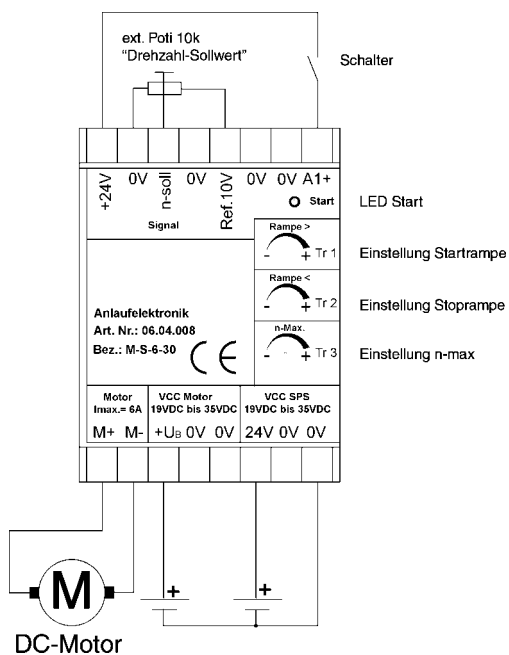 ext. Poti 10k
"Drehzahl-Sollwert"
Schalter
+24V 0V n-soll 0V Ref.10V 0V 0V A1+
Start LED Start
Signal
Rampe >
- + Tr 1 Einstellung Startrampe
Rampe <
- + Tr 2 Einstellung Stoprampe
n-Max.
- + Tr 3 Einstellung n-max
Anlaufelektronik
Art. Nr.: 06.04.008
Bez.: M-S-6-30 CE
Motor VCC Motor VCC SPS
Imax.= 6A 19VDC bis 35VDC 19VDC bis 35VDC
M+ M- +UB 0V 0V 24V 0V 0V
+ +
M
DC-Motor